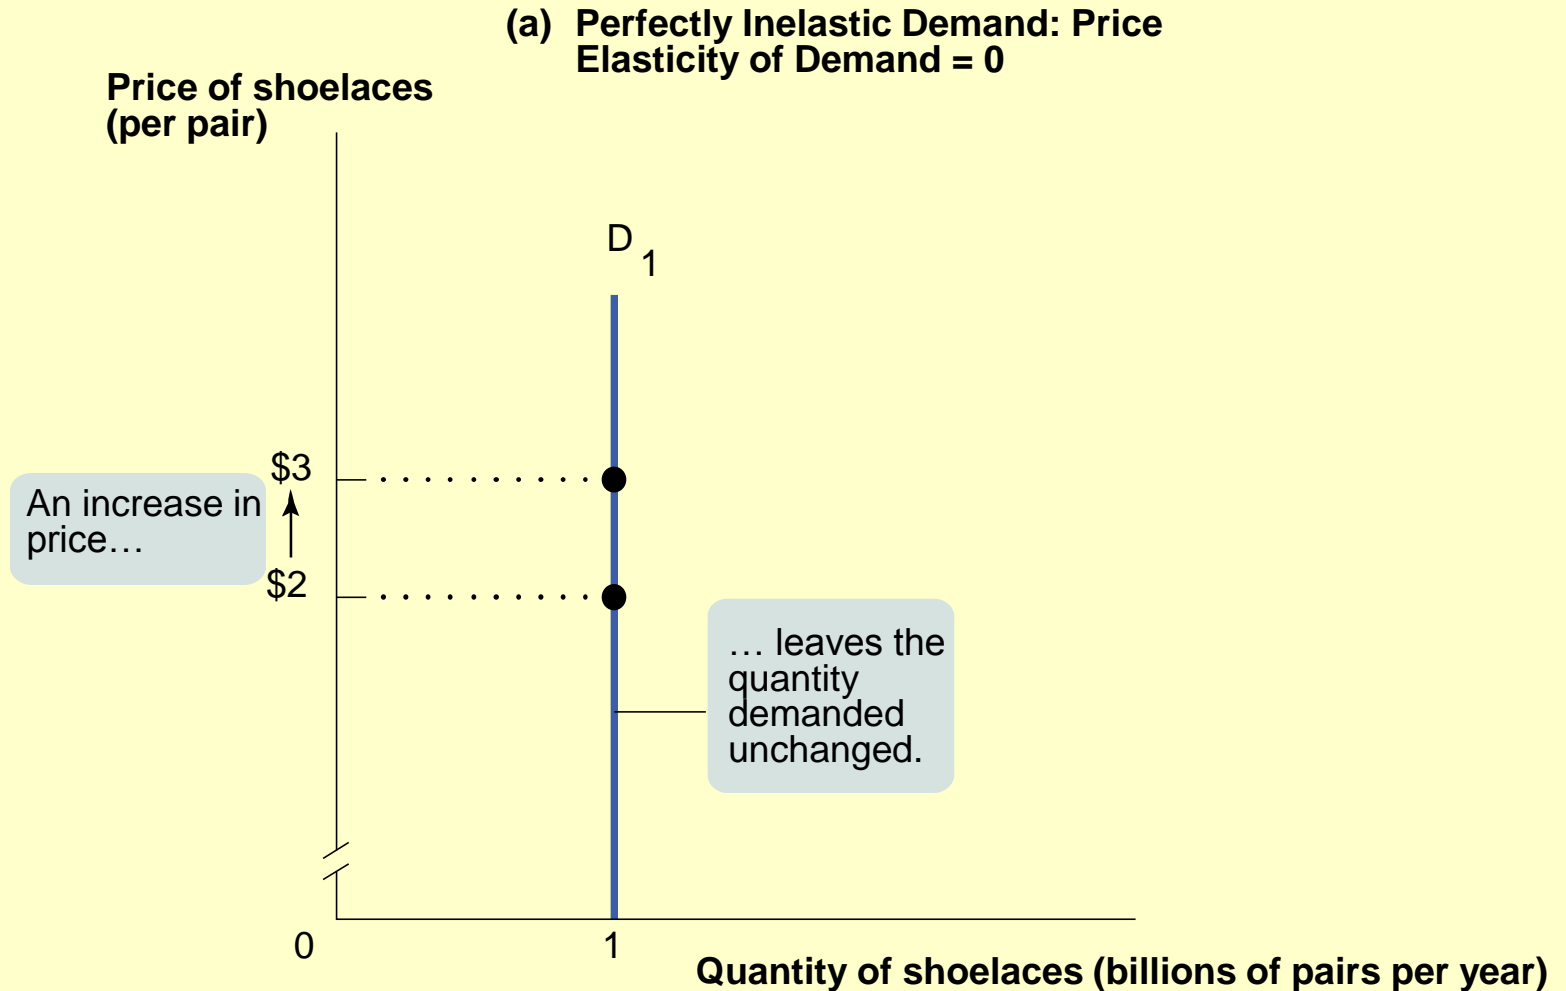 (a) Perfectly Inelastic Demand: Price
Elasticity of Demand = 0
Price of shoelaces
(per pair)
D 1
$3
An increase in
price…
$2
… leaves the
quantity
demanded
unchanged.
0
1
Quantity of shoelaces (billions of pairs per year)